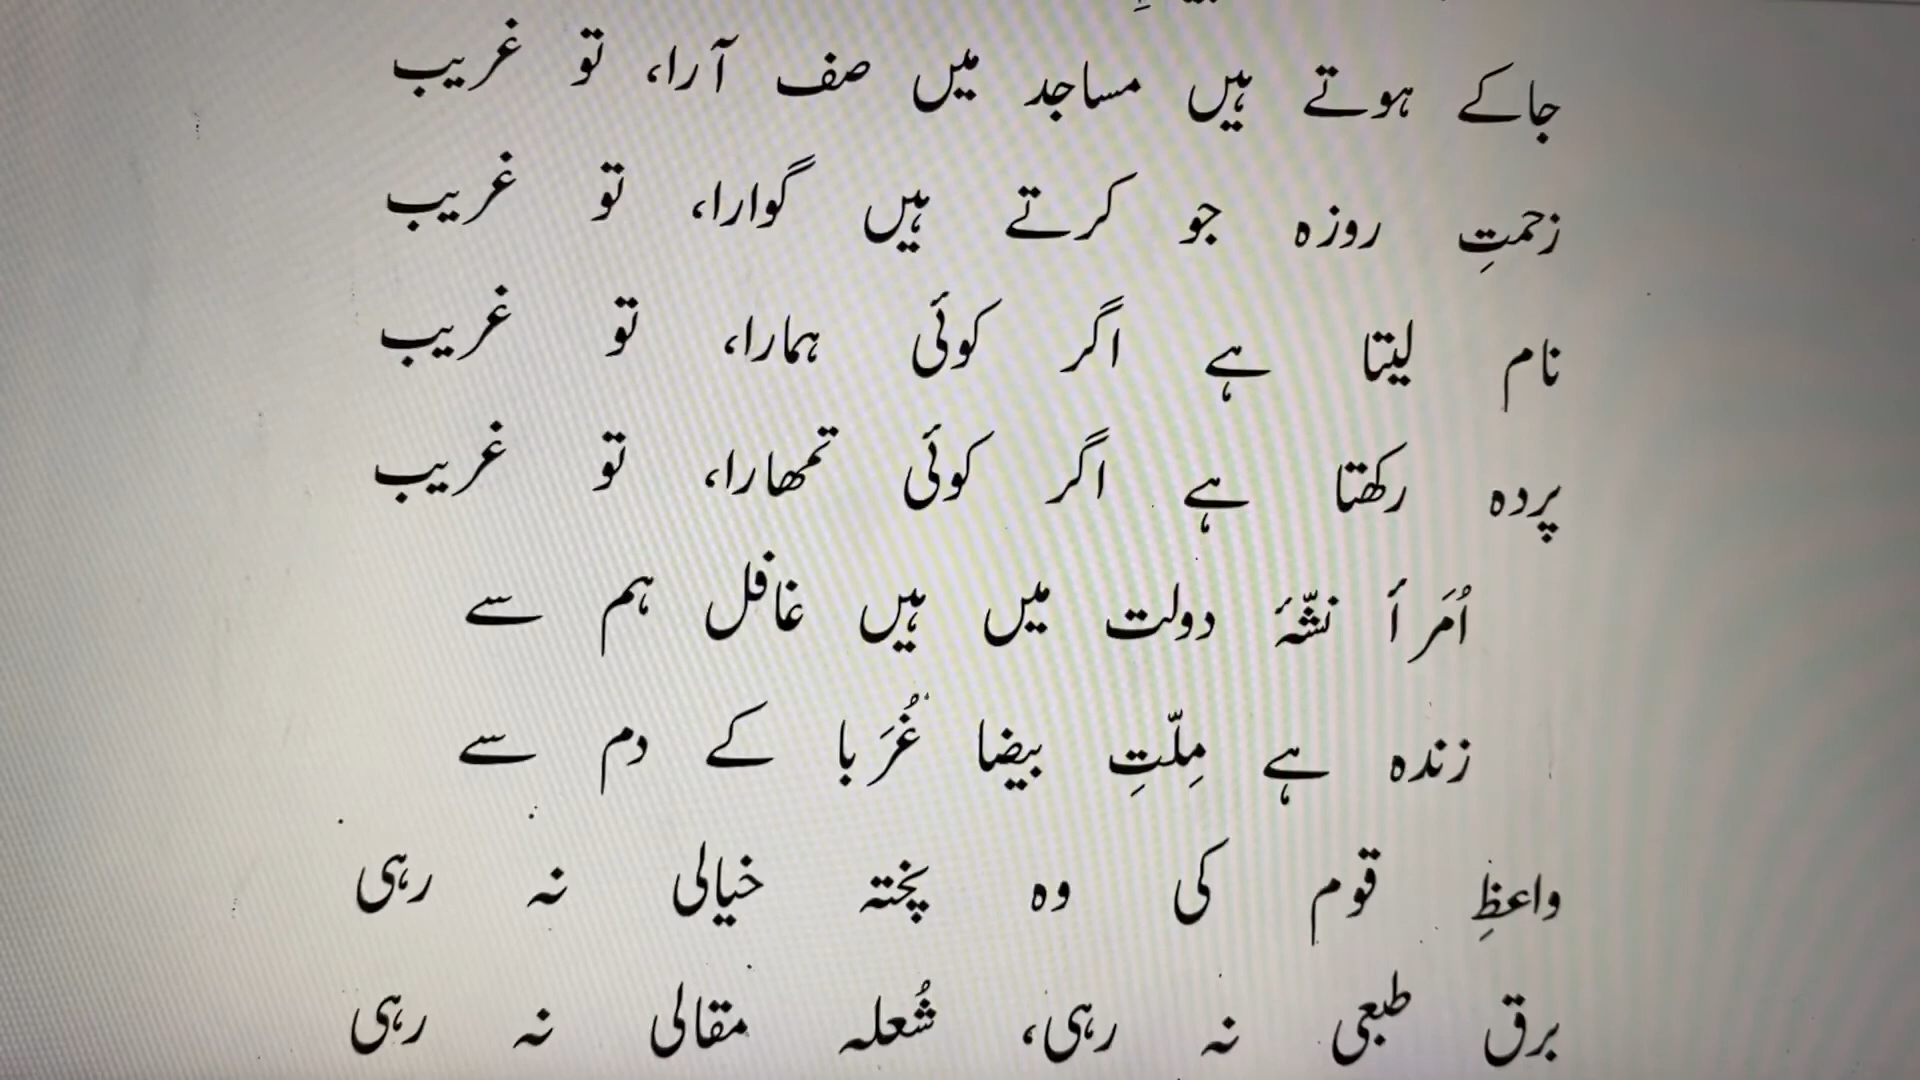 جاکے ہوتے ہیں مساجد میں صف آرا، تو غریب
زحمتِ روزہ جو کرتے ہیں گوارا، تو غریب
نام لیتا ہے اگر کوئی ہمارا، تو غریب
پردہ رکھتا ہے اگر کوئی تمھارا، تو غریب
اُمَرأ نشّۂ دولت میں ہیں غافل ہم سے
زندہ ہے مِلّتِ بیضا غُرَبا کے دم سے
واعظِ قوم کی وہ پختہ خیالی نہ رہی
برق طبعی نہ رہی، شُعلہ مقالی نہ رہی